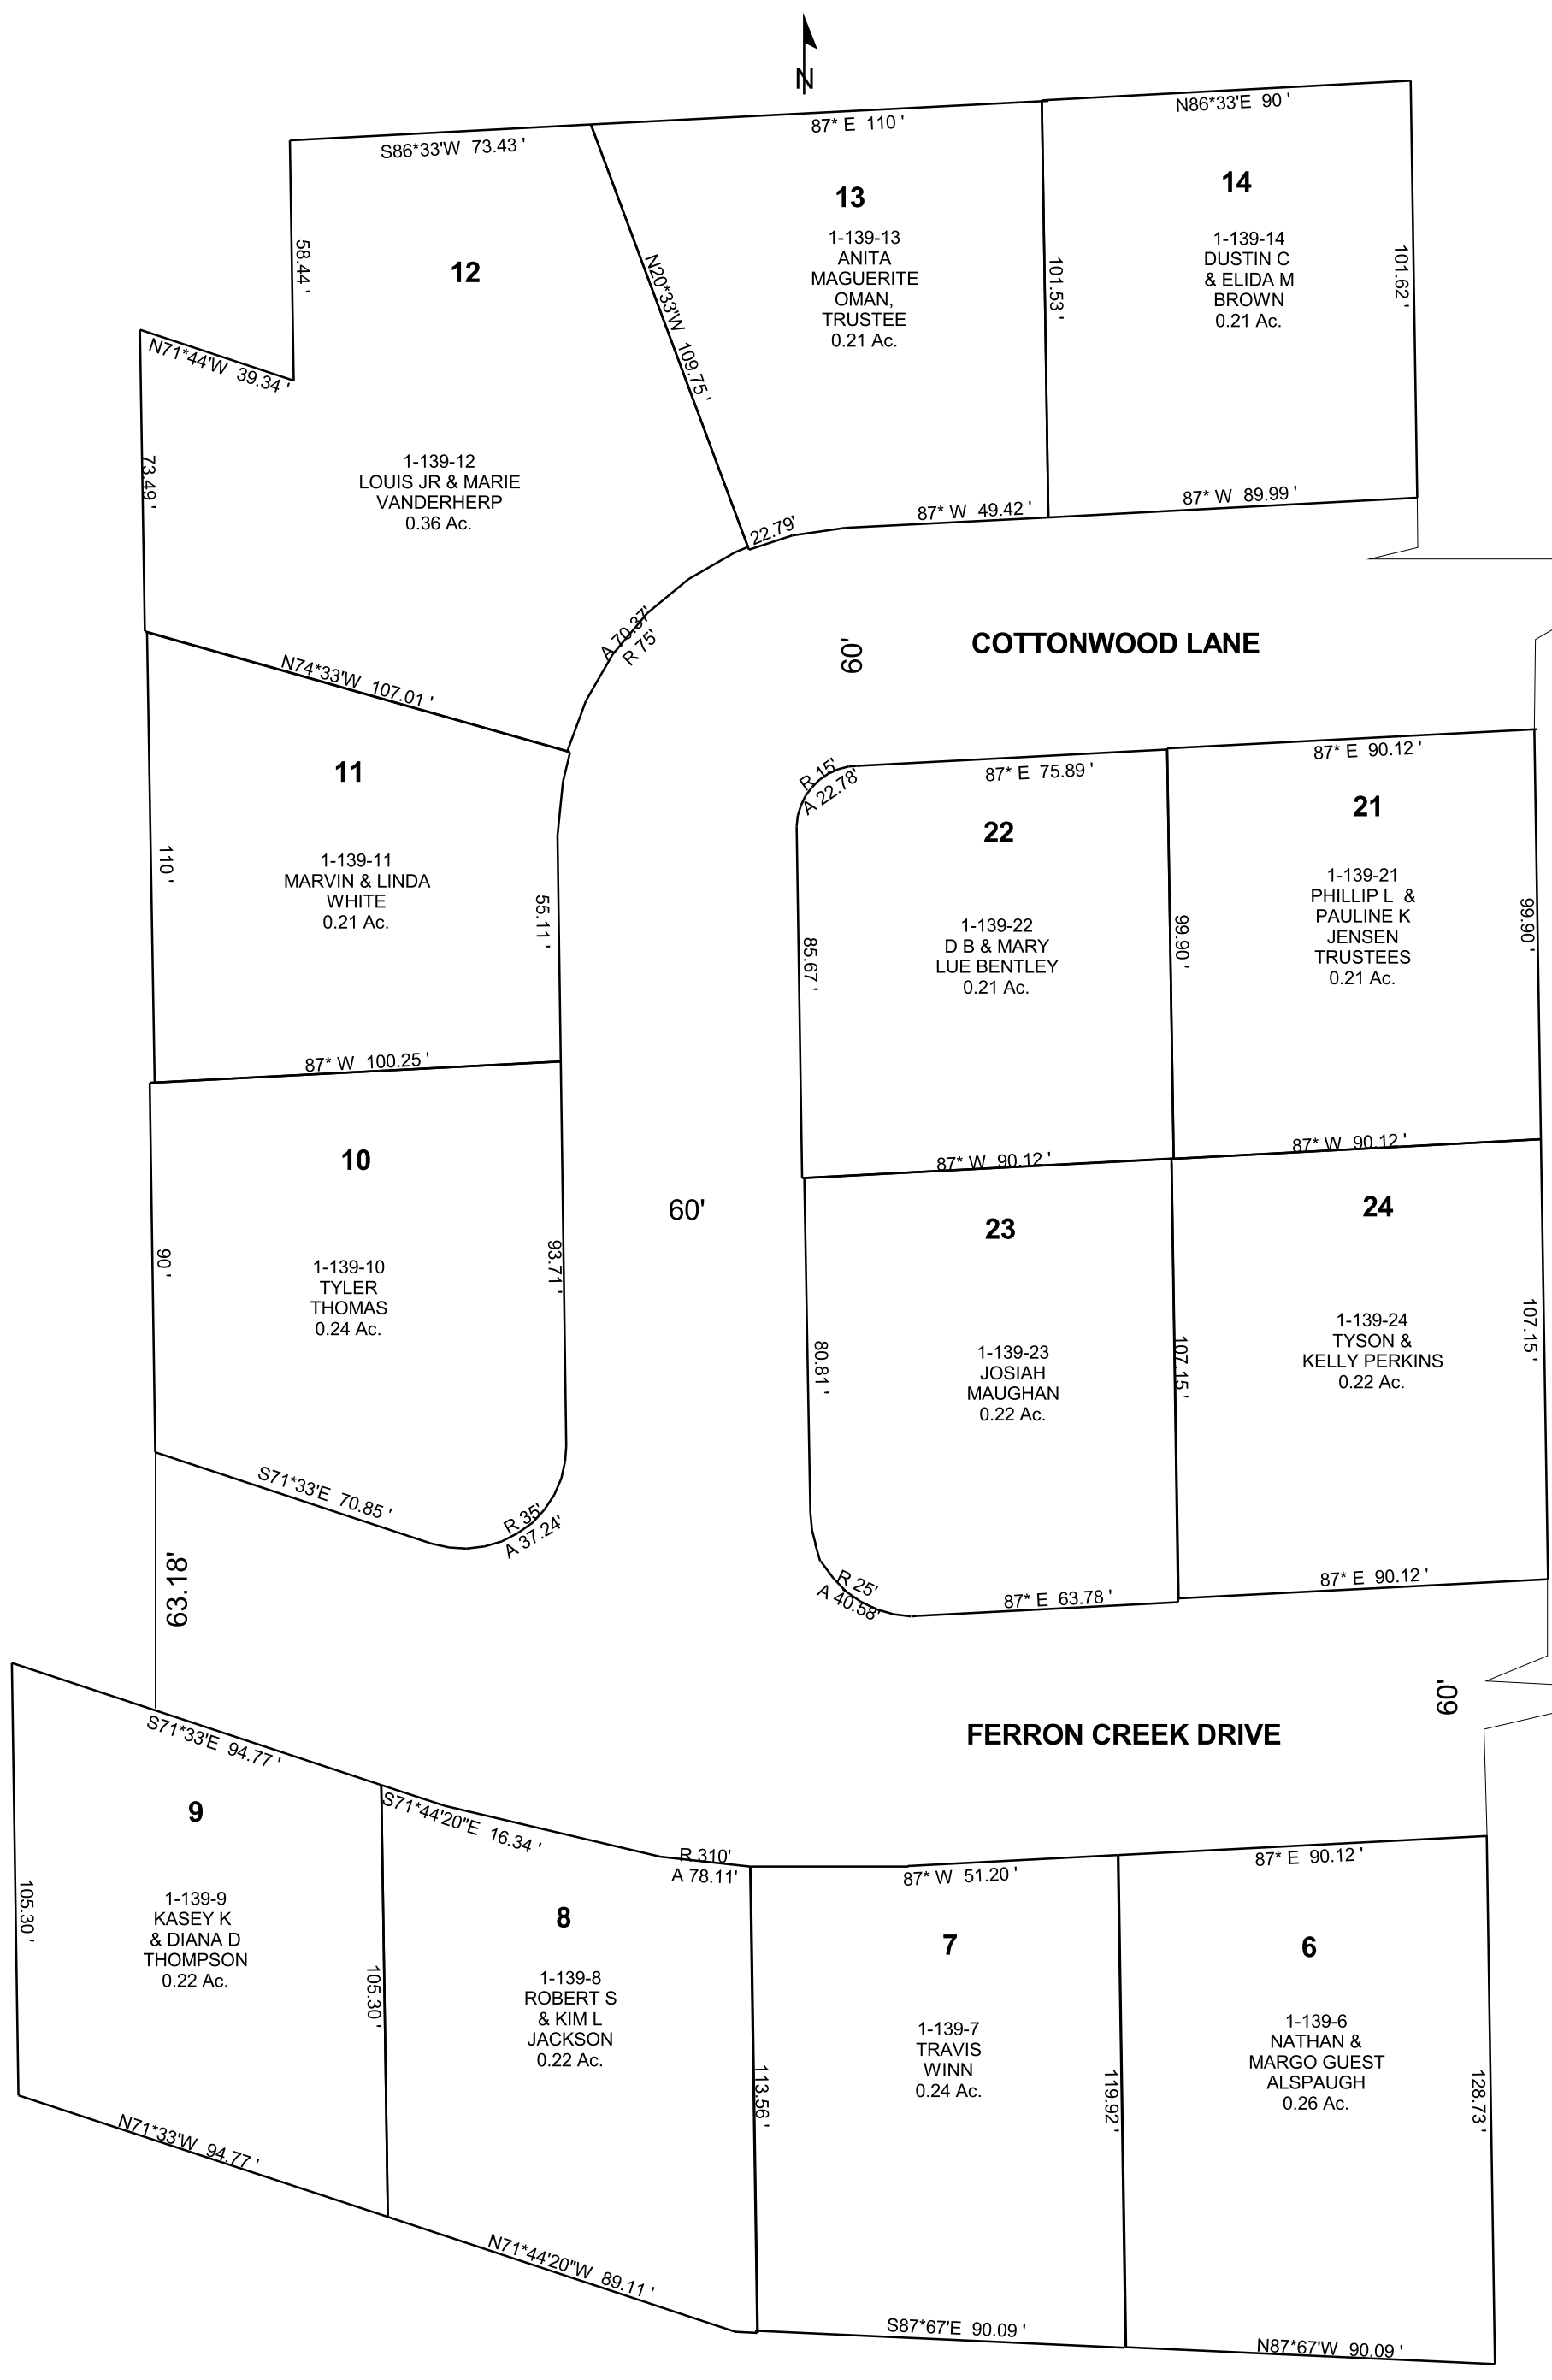 N
S86*33'W 73.43 '
87* E 110 '
N86*33'E 90 '
58.44 '
12
N20*33'W 109.75 '
13
1-139-13
ANITA
MAGUERITE
OMAN,
TRUSTEE
0.21 Ac.
101.53 '
14
1-139-14
DUSTIN C
& ELIDA M
BROWN
0.21 Ac.
101.62 '
N71*44'W 39.34 '
73.49 '
1-139-12
LOUIS JR & MARIE
VANDERHERP
0.36 Ac.
22.79'
87* W 49.42 '
87* W 89.99 '
A 70.37'
R 75'
60'
COTTONWOOD LANE
N74*33'W 107.01 '
11
110 '
1-139-11
MARVIN & LINDA
WHITE
0.21 Ac.
55.11 '
87* W 100.25 '
R 15'
A 22.78'
87* E 75.89 '
22
85.67 '
1-139-22
D B & MARY
LUE BENTLEY
0.21 Ac.
99.90 '
87* W 90.12 '
87* E 90.12 '
21
1-139-21
PHILLIP L &
PAULINE K
JENSEN
TRUSTEES
0.21 Ac.
99.90 '
87* W 90.12 '
10
90 '
1-139-10
TYLER
THOMAS
0.24 Ac.
93.71 '
S71*33'E 70.85 '
R 35'
A 37.24'
60'
23
80.81 '
1-139-23
JOSIAH
MAUGHAN
0.22 Ac.
107.15 '
R 25'
A 40.58'
87* E 63.78 '
24
1-139-24
TYSON &
KELLY PERKINS
0.22 Ac.
107.15 '
87* E 90.12 '
63.18'
60'
FERRON CREEK DRIVE
S71*33'E 94.77 '
9
105.30 '
1-139-9
KASEY K
& DIANA D
THOMPSON
0.22 Ac.
105.30 '
N71*33'W 94.77 '
S71*44'20"E 16.34 '
R 310'
A 78.11'
8
1-139-8
ROBERT S
& KIM L
JACKSON
0.22 Ac.
113.56 '
N71*44'20"W 89.11 '
87* W 51.20 '
7
1-139-7
TRAVIS
WINN
0.24 Ac.
119.92 '
S87*67'E 90.09 '
87* E 90.12 '
6
1-139-6
NATHAN &
MARGO GUEST
ALSPAUGH
0.26 Ac.
128.73 '
N87*67'W 90.09 '